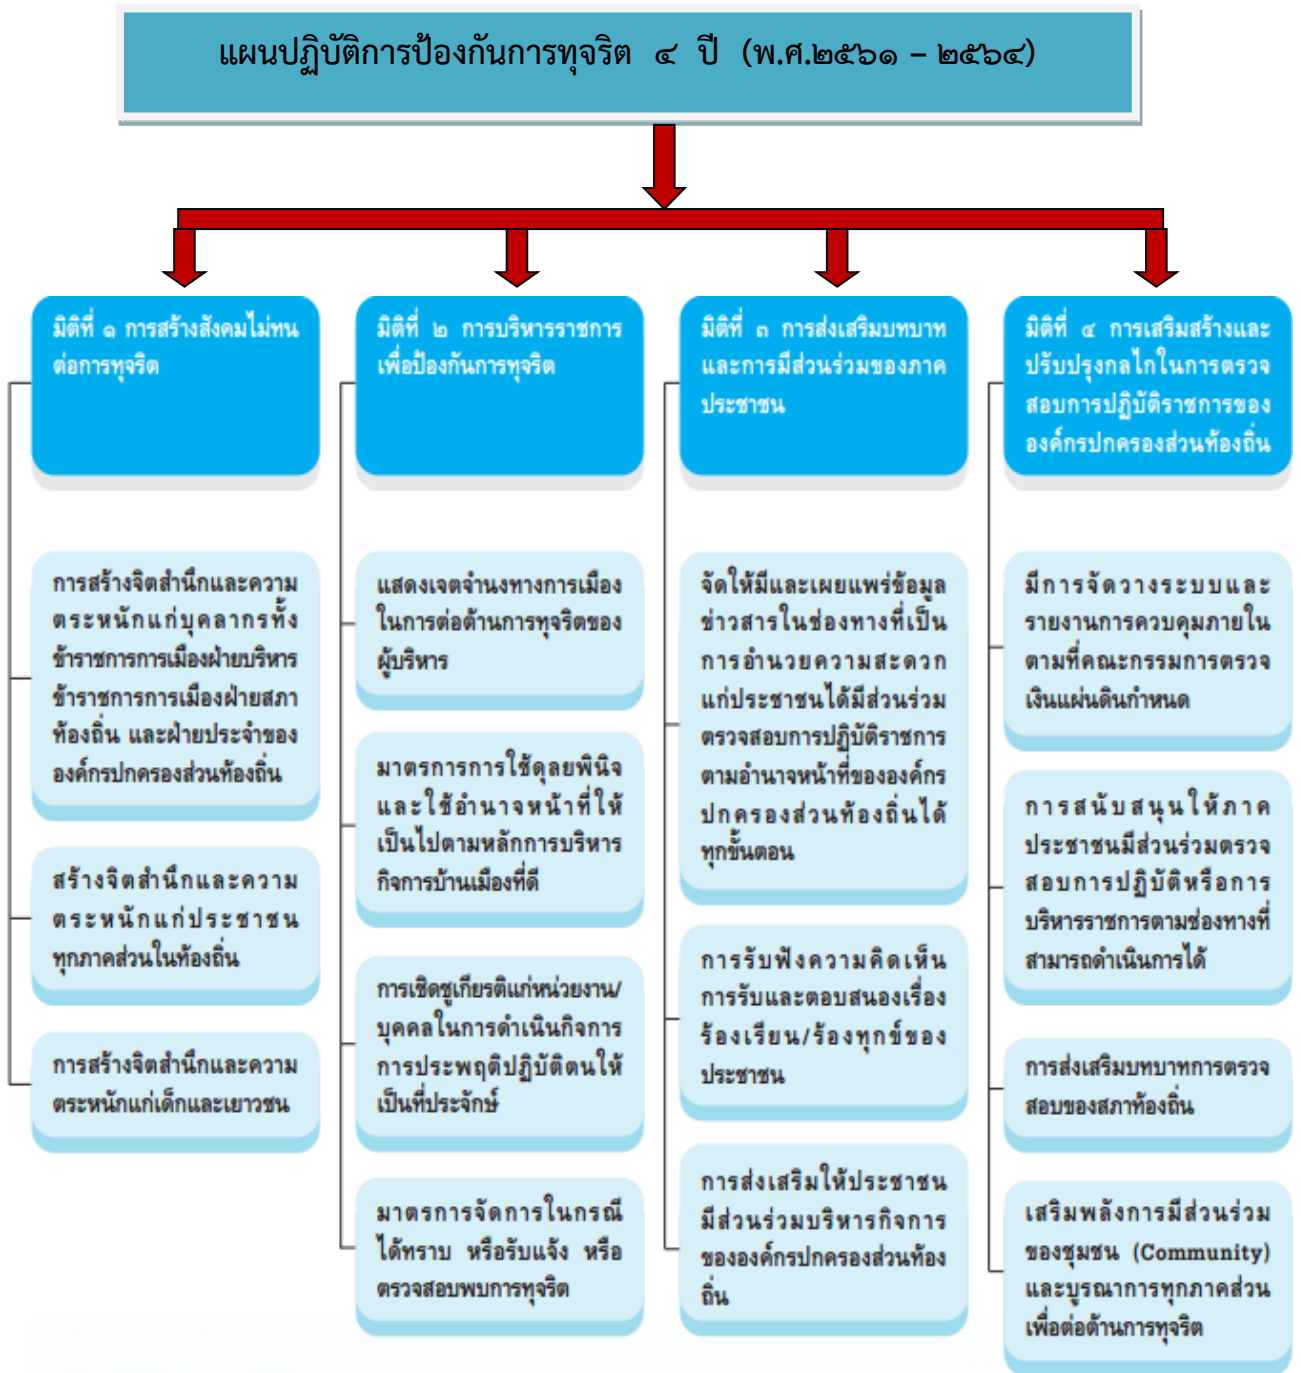 แผนปฏิบัติการป้องกันการทุจริต ๔ ปี (พ.ศ.๒๕๖๑ – ๒๕๖๔)
มิติที่ ๑ การสร้างสังคมไม่ทน
ต่อการทุจริต
การสร้างจิตสำนึกและความ
ตระหนักแก่บุคลากรทั้ง
ข้าราชการการเมืองฝ่ายบริหาร
ข้าราชการการเมืองฝ่ายสภา
ท้องถิ่น และฝ่ายประจำของ
องค์กรปกครองส่วนท้องถิ่น
สร้างจิตสำนึกและความ
ตระหนักแก่ประชาชน
ทุกภาคส่วนในท้องถิ่น
การสร้างจิตสำนึกและความ
ตระหนักแก่เด็กและเยาวชน
มิติที่ ๒ การบริหารราชการ
เพื่อป้องกันการทุจริต
แสดงเจตจำนงทางการเมือง
ในการต่อต้านการทุจริตของ
ผู้บริหาร
มาตรการการใช้ดุลยพินิจ
และใช้อำนาจหน้าที่ให้
เป็นไปตามหลักการบริหาร
กิจการบ้านเมืองที่ดี
การเชิดชูเกียรติแก่หน่วยงาน/
บุคคลในการดำเนินกิจการ
การประพฤติปฏิบัติตนให้
เป็นที่ประจักษ์
มาตรการจัดการในกรณี
ได้ทราบ หรือรับแจ้ง หรือ
ตรวจสอบพบการทุจริต
มิติที่ ๓ การส่งเสริมบทบาท
และการมีส่วนร่วมของภาค
ประชาชน
จัดให้มีและเผยแพร่ข้อมูล
ข่าวสารในช่องทางที่เป็น
การอำนวยความสะดวก
แก่ประชาชนได้มีส่วนร่วม
ตรวจสอบการปฏิบัติราชการ
ตามอำนาจหน้าที่ขององค์กร
ปกครองส่วนท้องถิ่นได้
ทุกขั้นตอน
การรับฟังความคิดเห็น
การรับและตอบสนองเรื่อง
ร้องเรียน/ร้องทุกข์ของ
ประชาชน
การส่งเสริมให้ประชาชน
มีส่วนร่วมบริหารกิจการ
ขององค์กรปกครองส่วนท้อง
ถิ่น
มิติที่ ๔ การเสริมสร้างและ
ปรับปรุงกลไกในการตรวจ
สอบการปฏิบัติราชการของ
องค์กรปกครองส่วนท้องถิ่น
มีการจัดวางระบบและ
รายงานการควบคุมภายใน
ตามที่คณะกรรมการตรวจ
เงินแผ่นดินกำหนด
การสนับสนุนให้ภาค
ประชาชนมีส่วนร่วมตรวจ
สอบการปฏิบัติหรือการ
บริหารราชการตามช่องทางที่
สามารถดำเนินการได้
การส่งเสริมบทบาทการตรวจ
สอบของสภาท้องถิ่น
เสริมพลังการมีส่วนร่วม
ของชุมชน (Community)
และบูรณาการทุกภาคส่วน
เพื่อต่อต้านการทุจริต